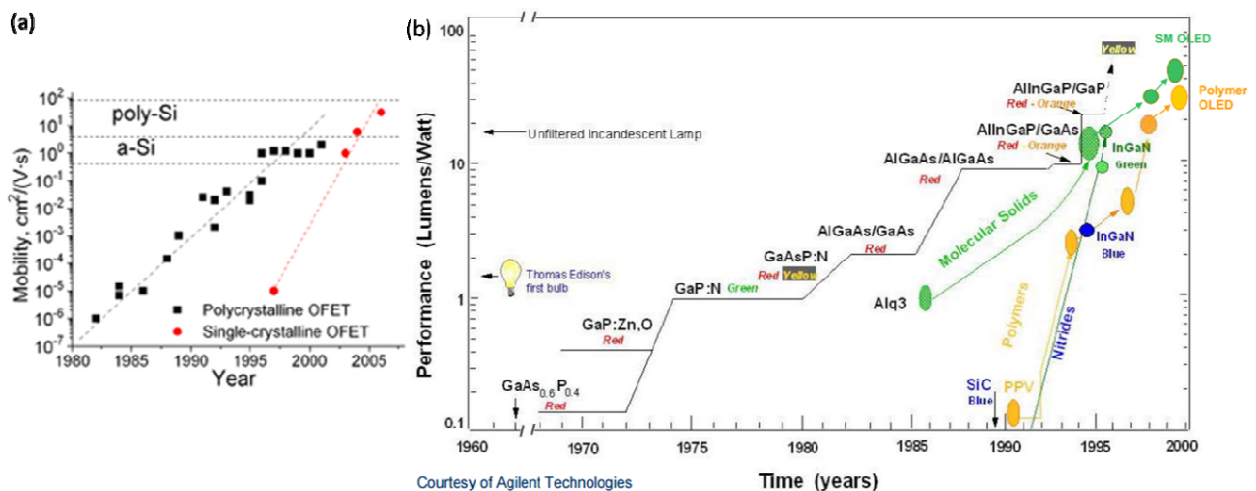 (a)
10²
10¹
10⁰
10⁻¹
10⁻²
10⁻³
10⁻⁴
10⁻⁵
10⁻⁶
10⁻⁷
Mobility, cm²/(V·s)
poly-Si
a-Si
Polycrystalline OFET
Single-crystalline OFET
1980 1985 1990 1995 2000 2005
Year
(b)
100
10
1
0.1
Performance (Lumens/Watt)
Unfiltered Incandescent Lamp
Thomas Edison's
first bulb
GaAs₀.₆P₀.₄
Red
GaP:Zn,O
Red
GaP:N Green
GaAsP:N
Red Yellow
AlGaAs/GaAs
Red
AlGaAs/AlGaAs
Red
AlInGaP/GaAs
Red - Orange
AlInGaP/GaP
Red - Orange
Yellow
SM OLED
Polymer
OLED
InGaN
Green
InGaN
Blue
Molecular Solids
Alq3
Polymers
Nitrides
SiC
Blue
PPV
1960 1970 1975 1980 1985 1990 1995 2000
Time (years)
Courtesy of Agilent Technologies